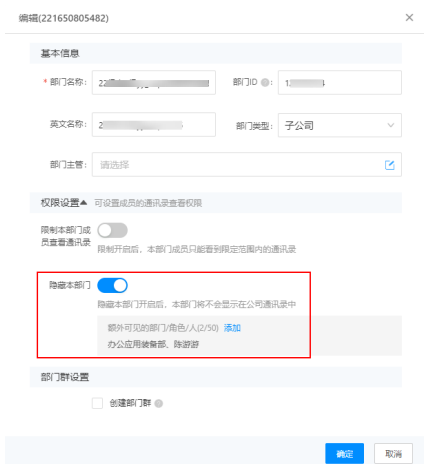 编辑(221650805482)
基本信息
* 部门名称:
部门ID :
英文名称:
部门类型: 子公司
部门主管: 请选择
权限设置▲ 可设置成员的通讯录查看权限
限制本部门成
员查看通讯录
限制开启后，本部门成员只能看到限定范围内的通讯录
隐藏本部门
隐藏本部门开启后，本部门将不会显示在公司通讯录中
额外可见的部门/角色/人(2/50) 添加
办公应用装备部、陈游游
部门群设置
创建部门群
确定 取消